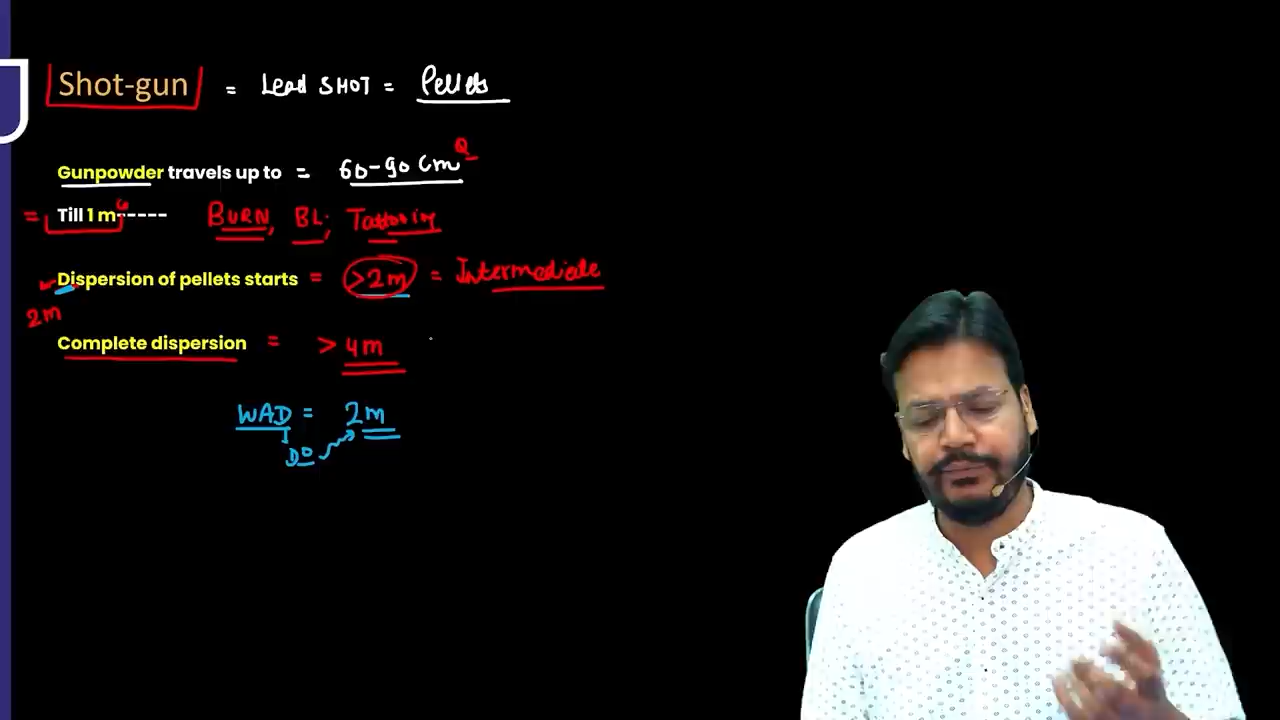 Shot-gun = Lead SHOT = Pellets
Gunpowder travels up to = 60-90 Cm Q
= Till 1 m ----- BURN, BL, Tattooing
Dispersion of pellets starts = >2m = Intermediate
2m
Complete dispersion = > 4m
WAD = 2m